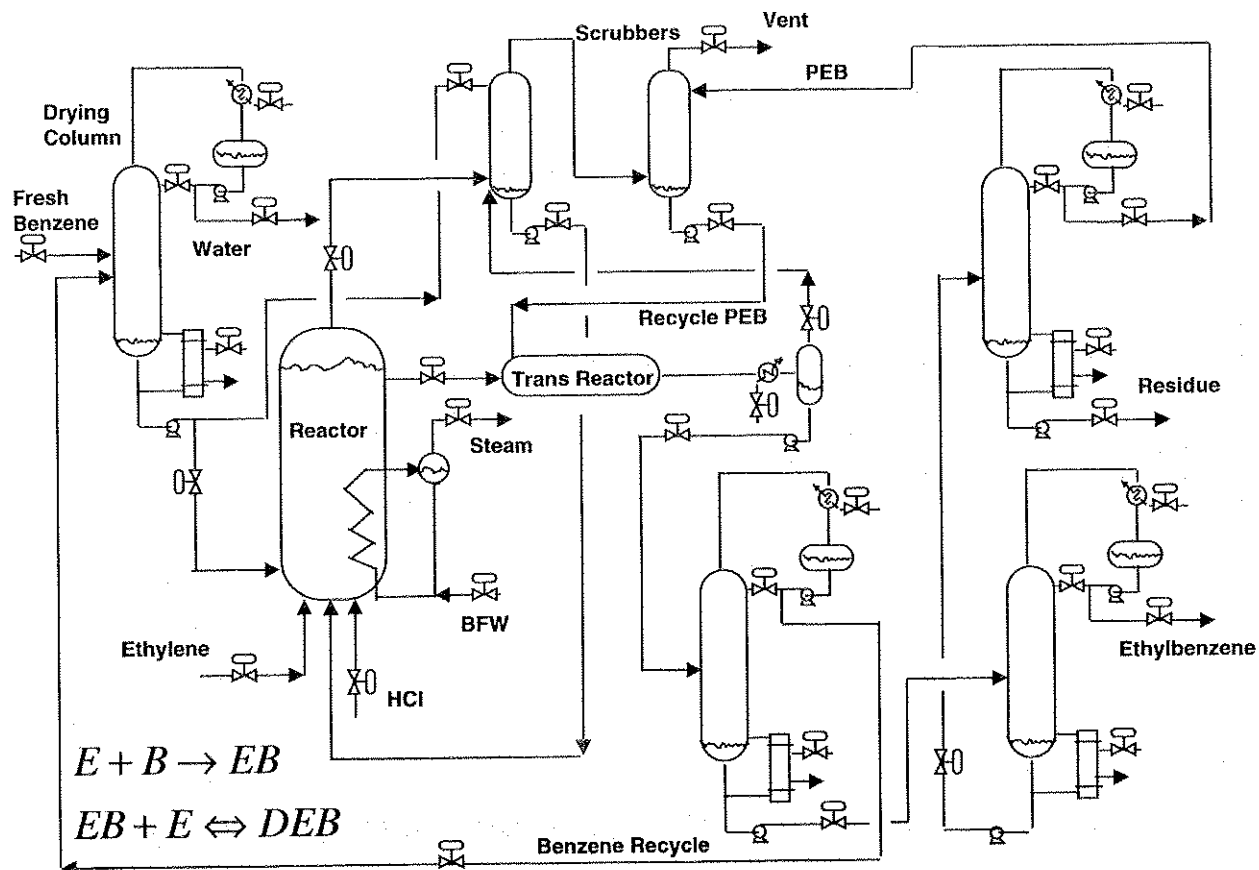 Scrubbers
Vent
PEB
Drying
Column
Fresh
Benzene
Water
Recycle PEB
Trans Reactor
Reactor
Steam
Residue
BFW
Ethylene
HCl
Ethylbenzene
E + B → EB
EB + E ⇔ DEB
Benzene Recycle